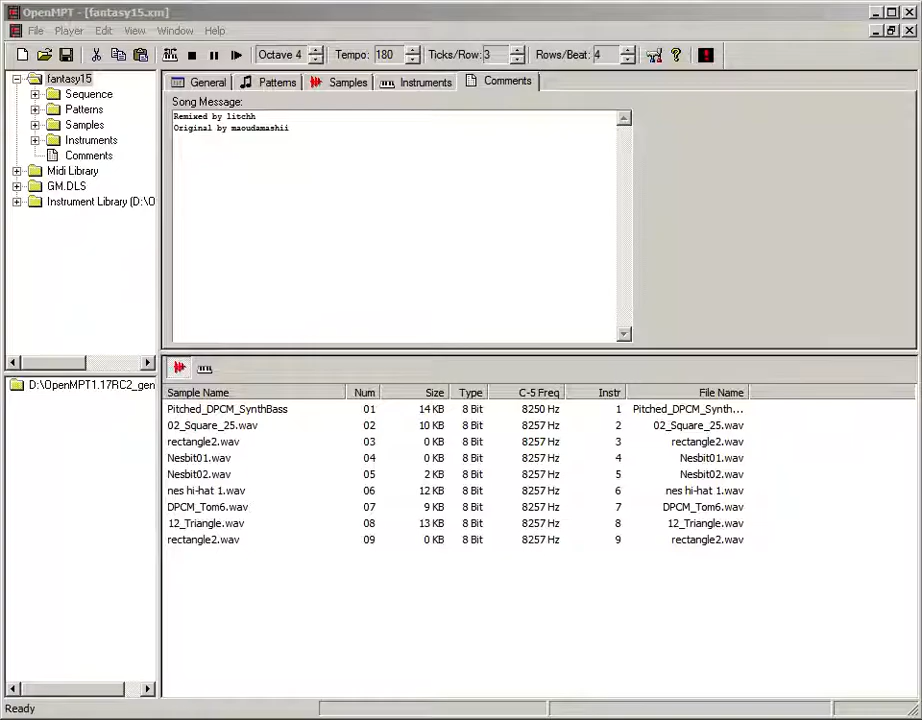 OpenMPT - [fantasy15.xm]
File Player Edit View Window Help
Octave 4 Tempo: 180 Ticks/Row: 3 Rows/Beat: 4
fantasy15
Sequence
Patterns
Samples
Instruments
Comments
Midi Library
GM.DLS
Instrument Library (D:\O
D:\OpenMPT1.17RC2_gen
General Patterns Samples Instruments Comments
Song Message:
Remixed by litchh
Original by maoudamashii
Sample Name Num Size Type C-5 Freq Instr File Name
Pitched_DPCM_SynthBass 01 14 KB 8 Bit 8250 Hz 1 Pitched_DPCM_Synth...
02_Square_25.wav 02 10 KB 8 Bit 8257 Hz 2 02_Square_25.wav
rectangle2.wav 03 0 KB 8 Bit 8257 Hz 3 rectangle2.wav
Nesbit01.wav 04 0 KB 8 Bit 8257 Hz 4 Nesbit01.wav
Nesbit02.wav 05 2 KB 8 Bit 8257 Hz 5 Nesbit02.wav
nes hi-hat 1.wav 06 12 KB 8 Bit 8257 Hz 6 nes hi-hat 1.wav
DPCM_Tom6.wav 07 9 KB 8 Bit 8257 Hz 7 DPCM_Tom6.wav
12_Triangle.wav 08 13 KB 8 Bit 8257 Hz 8 12_Triangle.wav
rectangle2.wav 09 0 KB 8 Bit 8257 Hz 9 rectangle2.wav
Ready